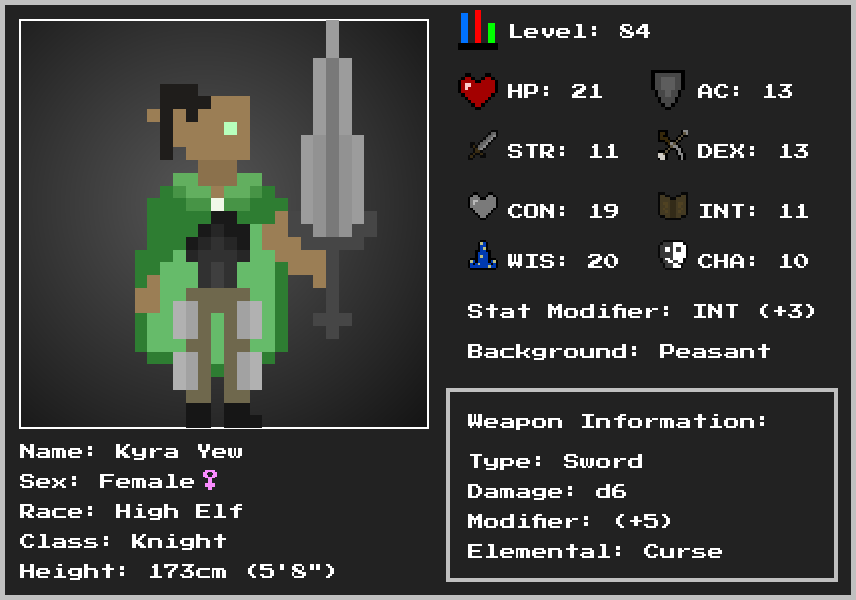 Level: 84
HP: 21 AC: 13
STR: 11 DEX: 13
CON: 19 INT: 11
WIS: 20 CHA: 10
Stat Modifier: INT (+3)
Background: Peasant
Weapon Information:
Type: Sword
Damage: d6
Modifier: (+5)
Elemental: Curse
Name: Kyra Yew
Sex: Female♀
Race: High Elf
Class: Knight
Height: 173cm (5'8")